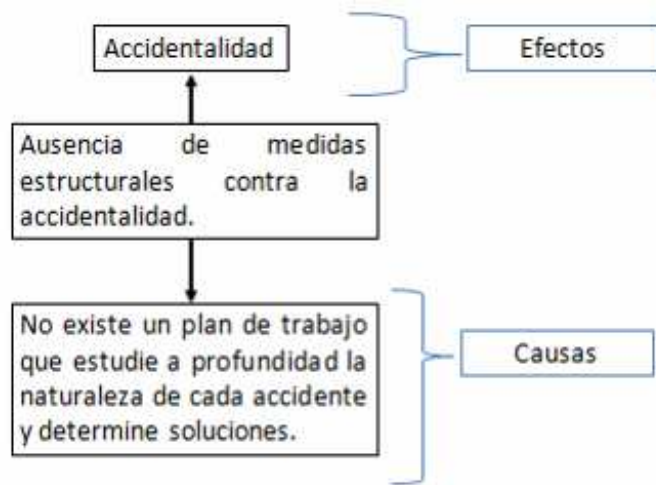 Accidentalidad
Efectos
Ausencia de medidas
estructurales contra la
accidentalidad.
No existe un plan de trabajo
que estudie a profundidad la
naturaleza de cada accidente
y determine soluciones.
Causas